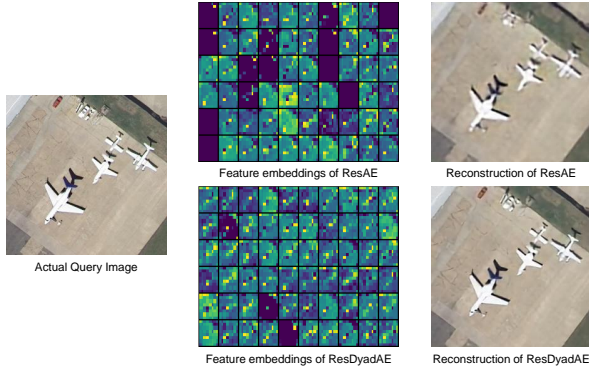 Feature embeddings of ResAE
Reconstruction of ResAE
Actual Query Image
Feature embeddings of ResDyadAE
Reconstruction of ResDyadAE